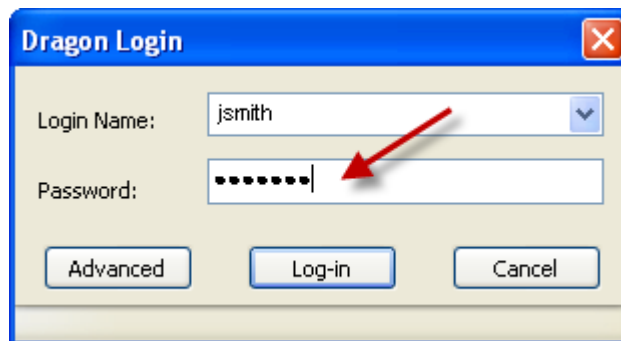 Dragon Login
Login Name: jsmith
Password: •••••••
Advanced Log-in Cancel